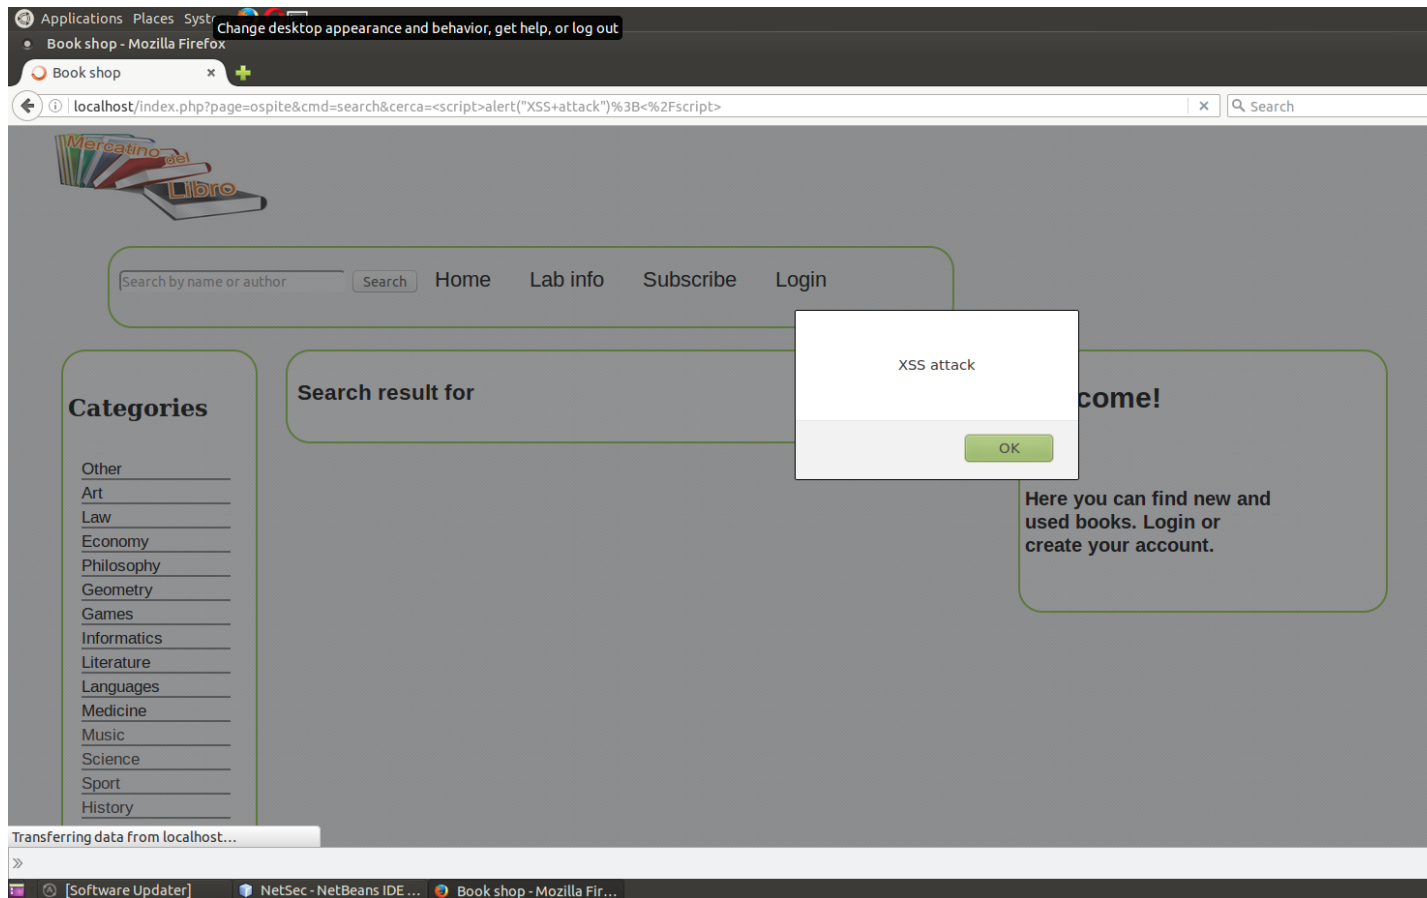 Applications Places Syst
Change desktop appearance and behavior, get help, or log out
Book shop - Mozilla Firefox
Book shop
localhost/index.php?page=ospite&cmd=search&cerca=<script>alert("XSS+attack")%3B<%2Fscript>
Search
Mercatino del
Libro
Search by name or author
Search
Home
Lab info
Subscribe
Login
XSS attack
OK
Categories
Other
Art
Law
Economy
Philosophy
Geometry
Games
Informatics
Literature
Languages
Medicine
Music
Science
Sport
History
Search result for
come!
Here you can find new and
used books. Login or
create your account.
Transferring data from localhost...
[Software Updater]
NetSec - NetBeans IDE ...
Book shop - Mozilla Fir...